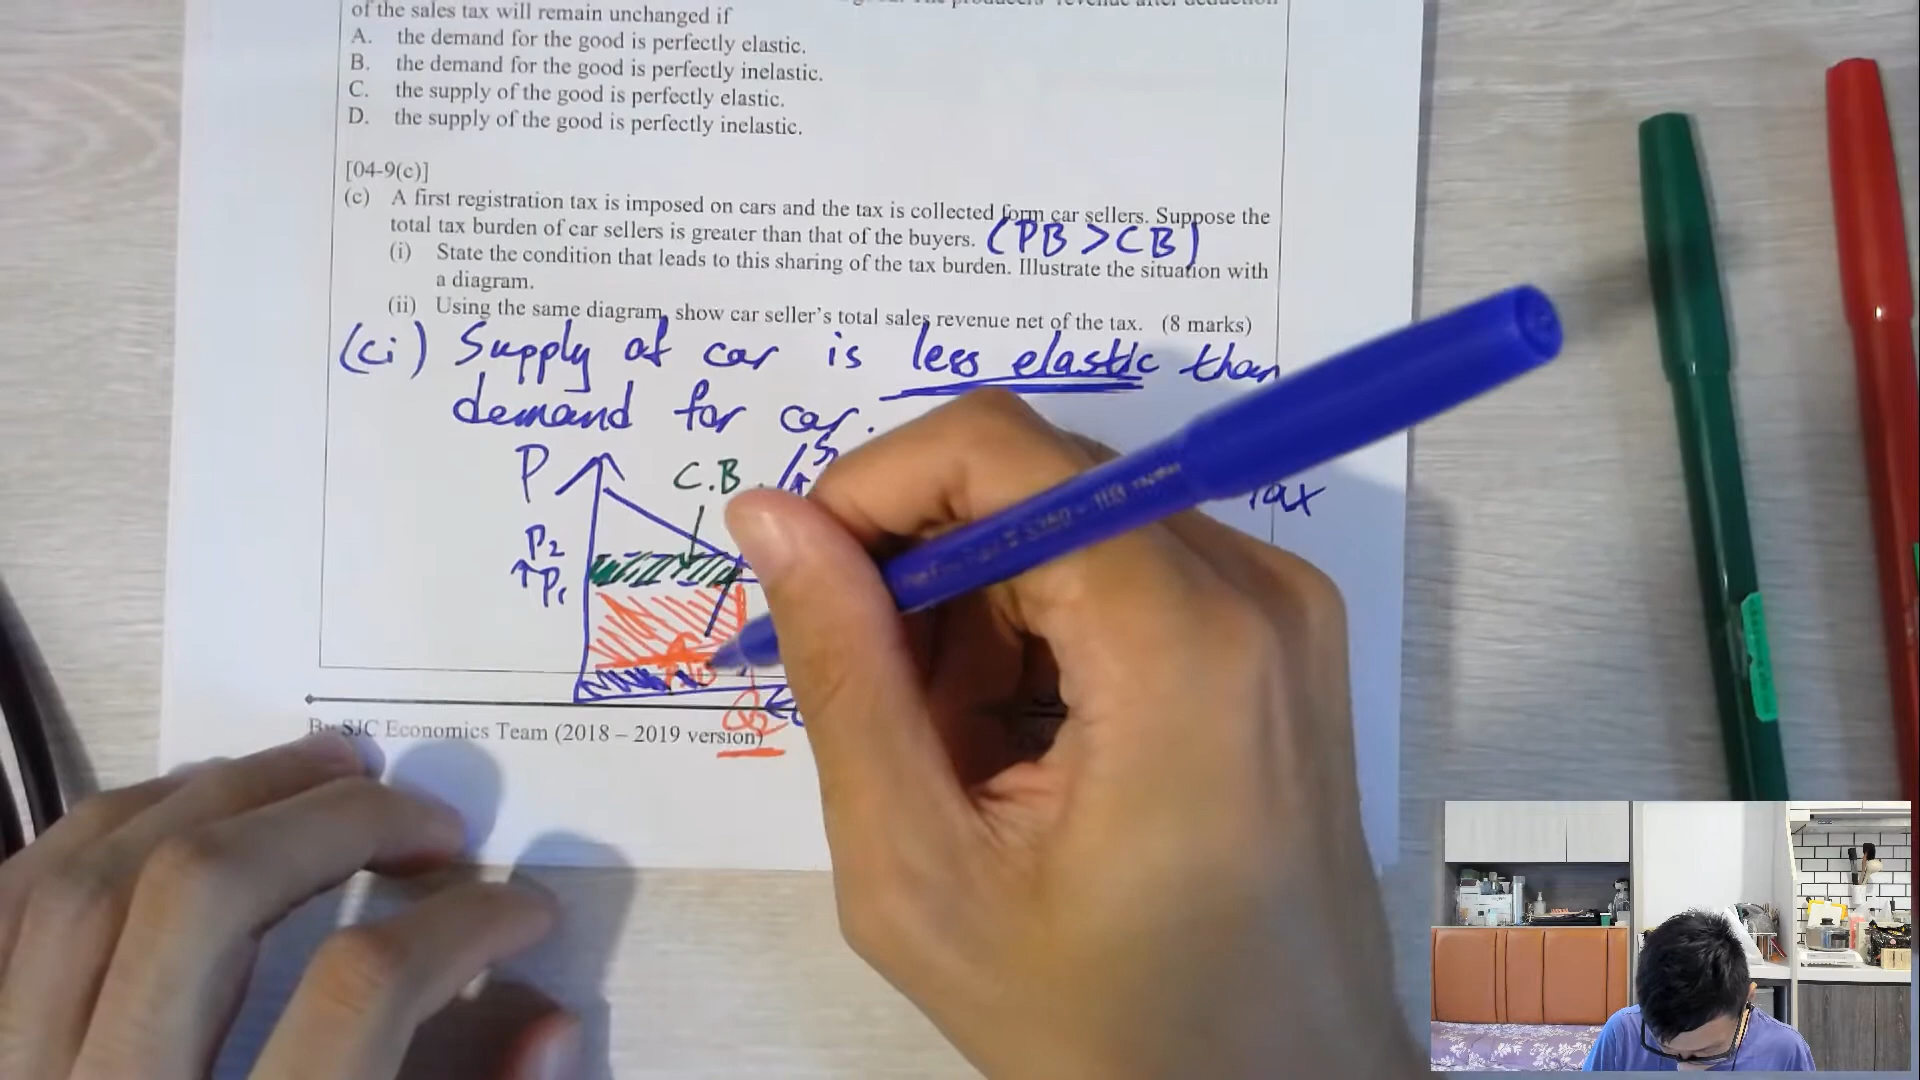 of the sales tax will remain unchanged if
A. the demand for the good is perfectly elastic.
B. the demand for the good is perfectly inelastic.
C. the supply of the good is perfectly elastic.
D. the supply of the good is perfectly inelastic.
[04-9(c)]
(c) A first registration tax is imposed on cars and the tax is collected form car sellers. Suppose the
total tax burden of car sellers is greater than that of the buyers. (PB > CB)
(i) State the condition that leads to this sharing of the tax burden. Illustrate the situation with
a diagram.
(ii) Using the same diagram, show car seller's total sales revenue net of the tax. (8 marks)
(ci) Supply of car is less elastic than
demand for car.
P C.B. S
Tax
P2
↑P1
Q2
By SJC Economics Team (2018 – 2019 version)